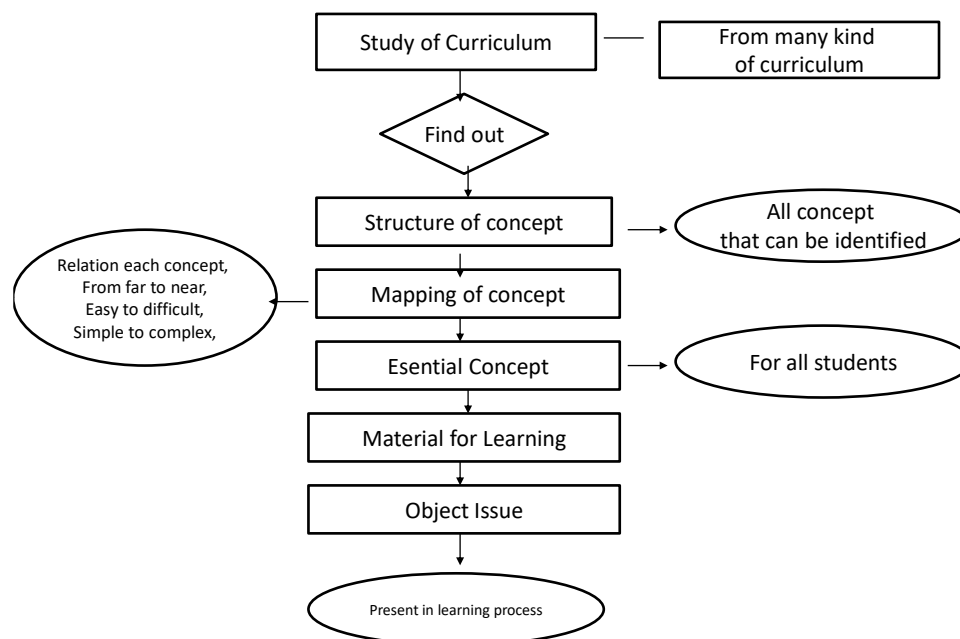 Study of Curriculum
From many kind
of curriculum
Find out
Structure of concept
All concept
that can be identified
Relation each concept,
From far to near,
Easy to difficult,
Simple to complex,
Mapping of concept
Esential Concept
For all students
Material for Learning
Object Issue
Present in learning process